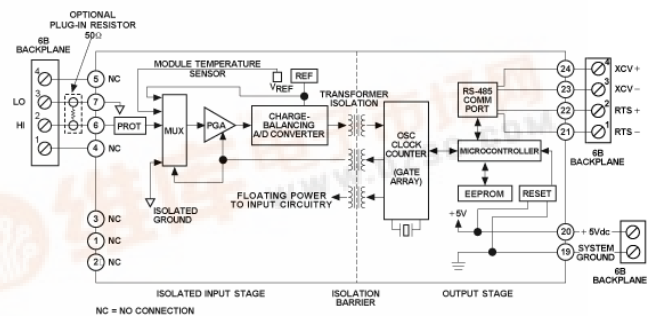 OPTIONAL
PLUG-IN RESISTOR
50Ω
6B
BACKPLANE
4
3
2
1
LO
HI
5 NC
7
6
4 NC
3 NC
1 NC
2 NC
PROT
MODULE TEMPERATURE
SENSOR
VREF
REF
MUX
PGA
CHARGE-
BALANCING
A/D CONVERTER
TRANSFORMER
ISOLATION
ISOLATED
GROUND
FLOATING POWER
TO INPUT CIRCUITRY
OSC
CLOCK
COUNTER
(GATE
ARRAY)
RS-485
COMM
PORT
MICROCONTROLLER
EEPROM
RESET
+5V
24
23
22
21
4
3
2
1
XCV +
XCV –
RTS +
RTS –
6B
BACKPLANE
20
+ 5Vdc
19
SYSTEM
GROUND
6B
BACKPLANE
ISOLATED INPUT STAGE
ISOLATION
BARRIER
OUTPUT STAGE
NC = NO CONNECTION